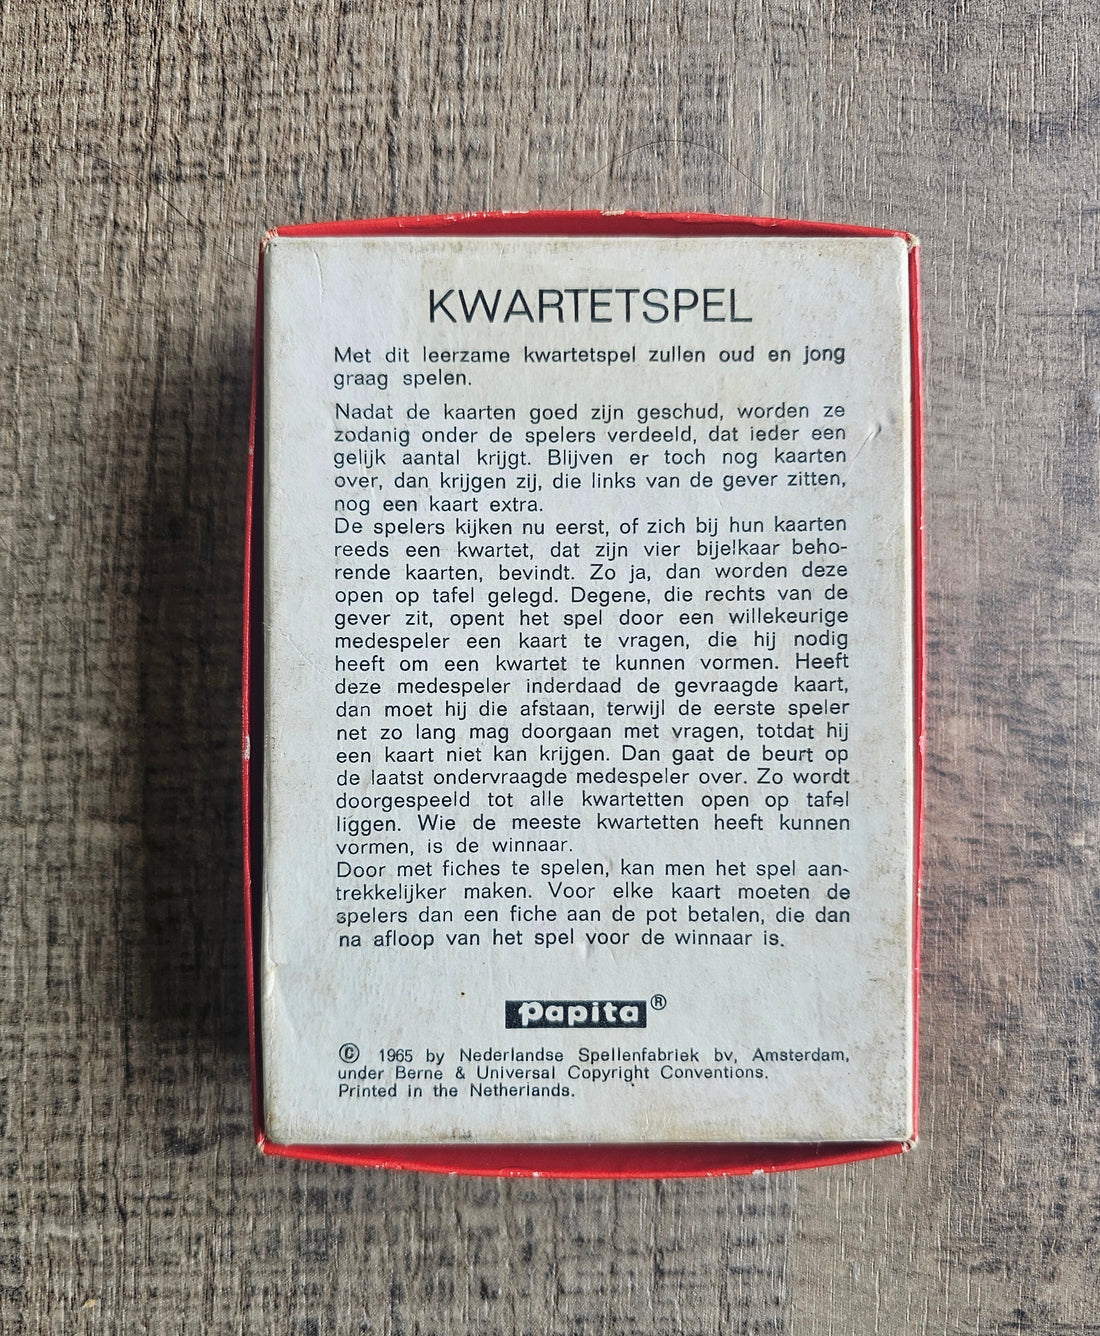 KWARTETSPEL
Met dit leerzame kwartetspel zullen oud en jong
graag spelen.
Nadat de kaarten goed zijn geschud, worden ze
zodanig onder de spelers verdeeld, dat ieder een
gelijk aantal krijgt. Blijven er toch nog kaarten
over, dan krijgen zij, die links van de gever zitten,
nog een kaart extra.
De spelers kijken nu eerst, of zich bij hun kaarten
reeds een kwartet, dat zijn vier bijelkaar beho-
rende kaarten, bevindt. Zo ja, dan worden deze
open op tafel gelegd. Degene, die rechts van de
gever zit, opent het spel door een willekeurige
medespeler een kaart te vragen, die hij nodig
heeft om een kwartet te kunnen vormen. Heeft
deze medespeler inderdaad de gevraagde kaart,
dan moet hij die afstaan, terwijl de eerste speler
net zo lang mag doorgaan met vragen, totdat hij
een kaart niet kan krijgen. Dan gaat de beurt op
de laatst ondervraagde medespeler over. Zo wordt
doorgespeeld tot alle kwartetten open op tafel
liggen. Wie de meeste kwartetten heeft kunnen
vormen, is de winnaar.
Door met fiches te spelen, kan men het spel aan-
trekkelijker maken. Voor elke kaart moeten de
spelers dan een fiche aan de pot betalen, die dan
na afloop van het spel voor de winnaar is.
Papita ®
© 1965 by Nederlandse Spellenfabriek bv, Amsterdam,
under Berne & Universal Copyright Conventions.
Printed in the Netherlands.